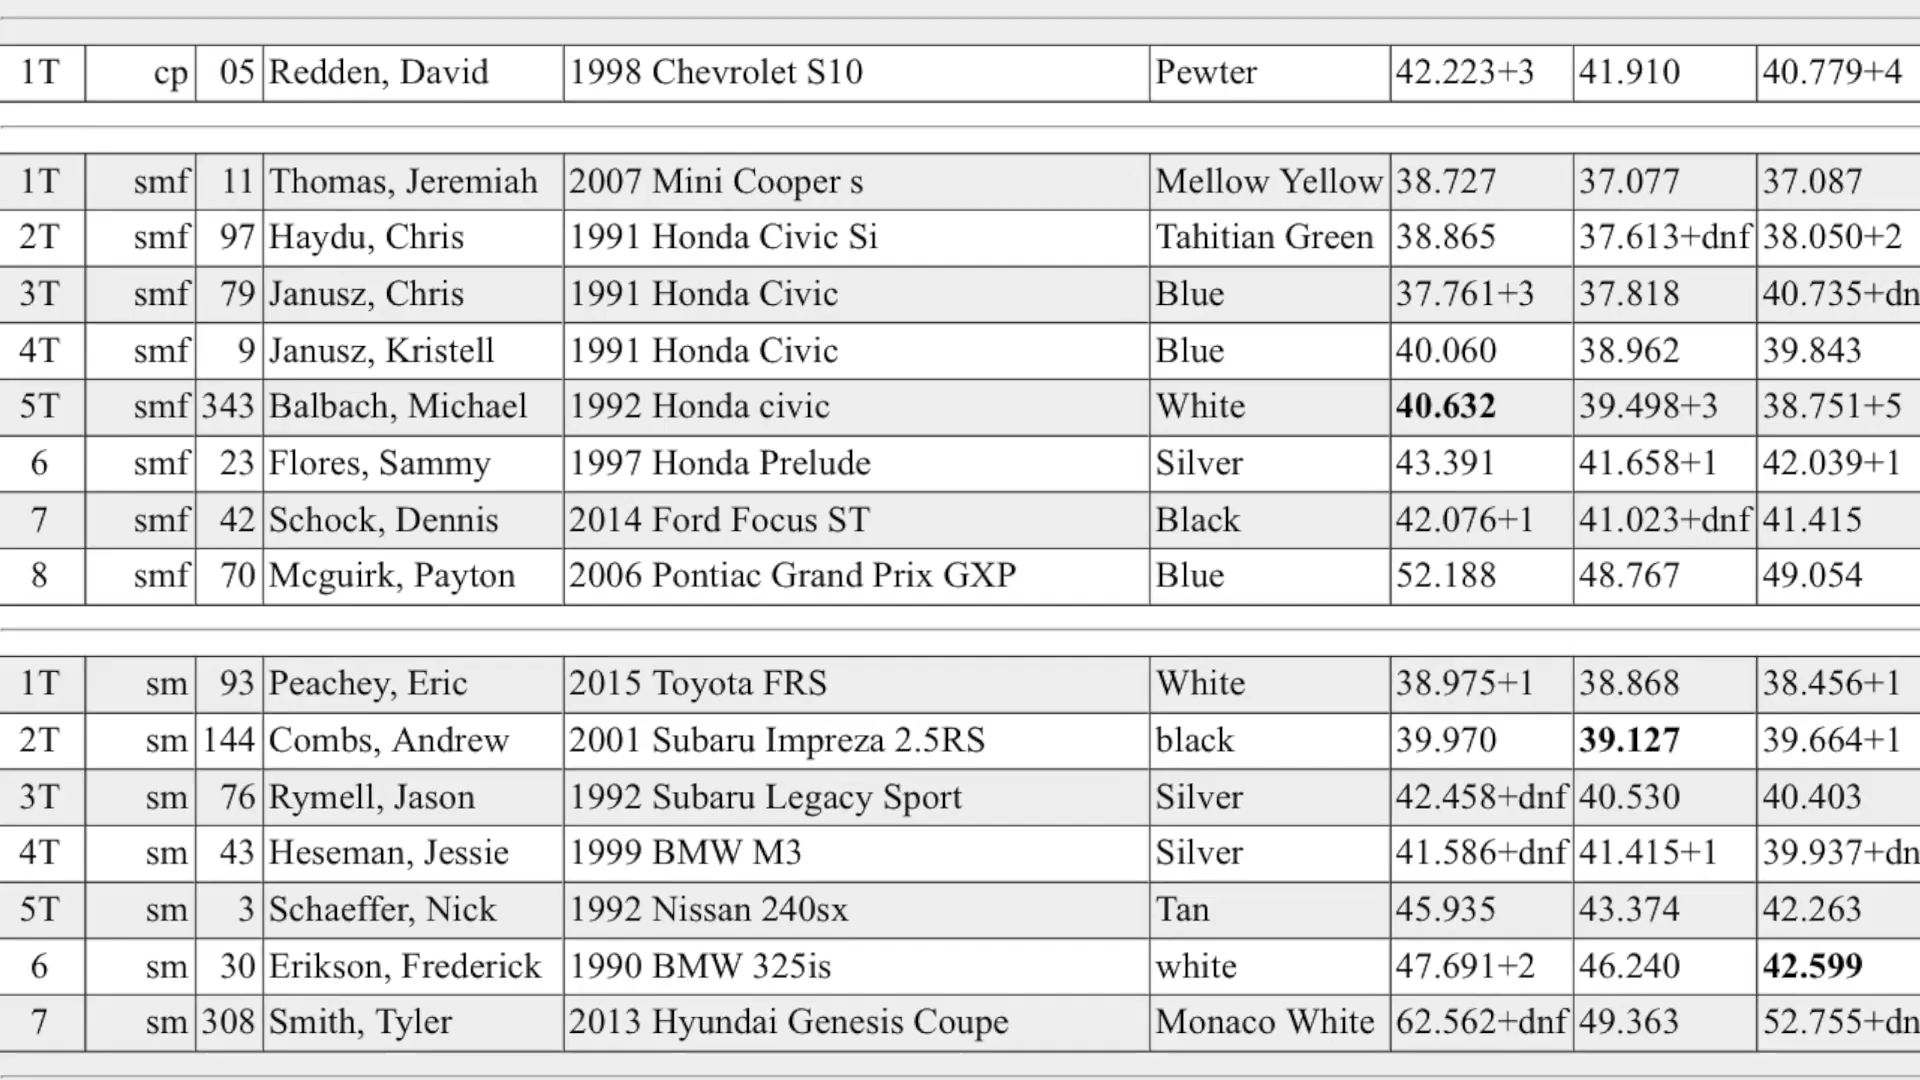 1T cp 05 Redden, David 1998 Chevrolet S10 Pewter 42.223+3 41.910 40.779+4
1T smf 11 Thomas, Jeremiah 2007 Mini Cooper s Mellow Yellow 38.727 37.077 37.087
2T smf 97 Haydu, Chris 1991 Honda Civic Si Tahitian Green 38.865 37.613+dnf 38.050+2
3T smf 79 Janusz, Chris 1991 Honda Civic Blue 37.761+3 37.818 40.735+dn
4T smf 9 Janusz, Kristell 1991 Honda Civic Blue 40.060 38.962 39.843
5T smf 343 Balbach, Michael 1992 Honda civic White 40.632 39.498+3 38.751+5
6 smf 23 Flores, Sammy 1997 Honda Prelude Silver 43.391 41.658+1 42.039+1
7 smf 42 Schock, Dennis 2014 Ford Focus ST Black 42.076+1 41.023+dnf 41.415
8 smf 70 Mcguirk, Payton 2006 Pontiac Grand Prix GXP Blue 52.188 48.767 49.054
1T sm 93 Peachey, Eric 2015 Toyota FRS White 38.975+1 38.868 38.456+1
2T sm 144 Combs, Andrew 2001 Subaru Impreza 2.5RS black 39.970 39.127 39.664+1
3T sm 76 Rymell, Jason 1992 Subaru Legacy Sport Silver 42.458+dnf 40.530 40.403
4T sm 43 Heseman, Jessie 1999 BMW M3 Silver 41.586+dnf 41.415+1 39.937+dn
5T sm 3 Schaeffer, Nick 1992 Nissan 240sx Tan 45.935 43.374 42.263
6 sm 30 Erikson, Frederick 1990 BMW 325is white 47.691+2 46.240 42.599
7 sm 308 Smith, Tyler 2013 Hyundai Genesis Coupe Monaco White 62.562+dnf 49.363 52.755+dn